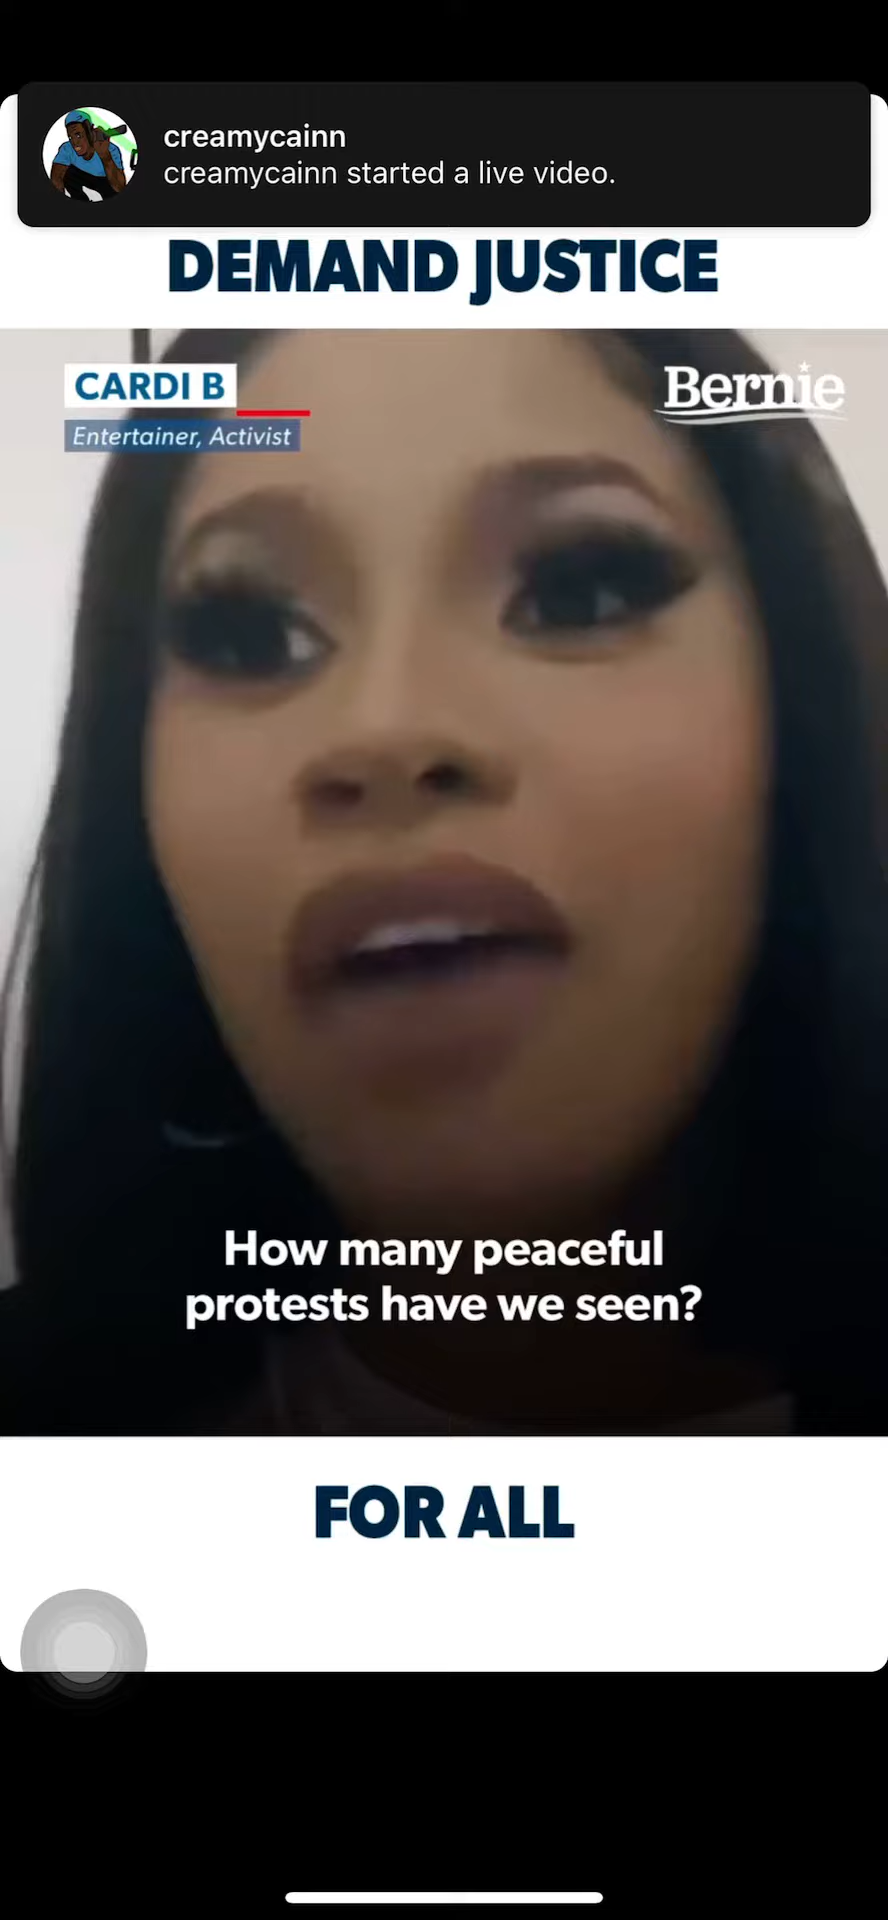 creamycainn
creamycainn started a live video.
DEMAND JUSTICE
CARDI B
Bernie
Entertainer, Activist
How many peaceful
protests have we seen?
FOR ALL